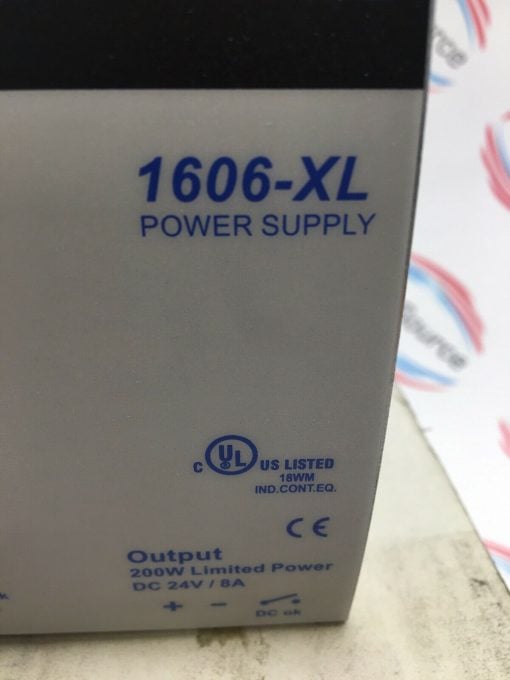 1606-XL
POWER SUPPLY
C UL US LISTED
18WM
IND.CONT.EQ.
CE
Output
200W Limited Power
DC 24V / 8A
+ −
DC ok
Source